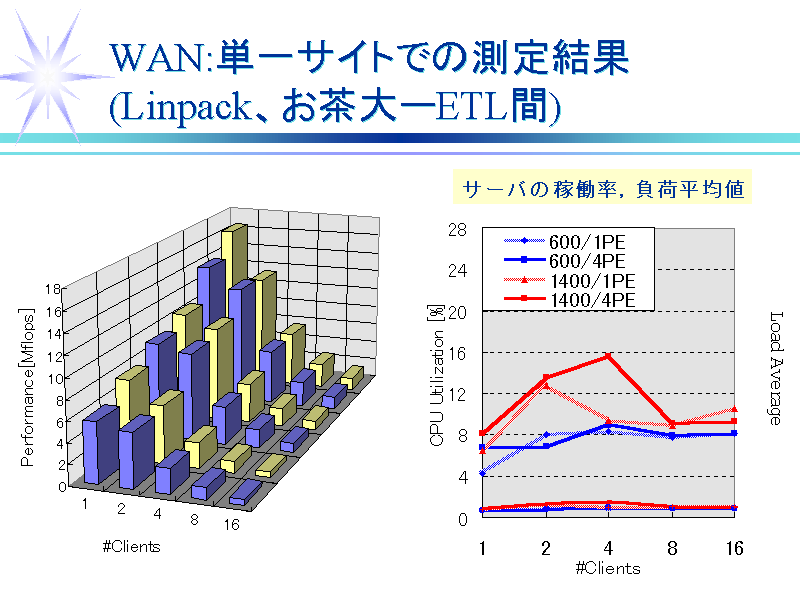 WAN:単一サイトでの測定結果
(Linpack、お茶大ーETL間)
サーバの稼働率, 負荷平均値
Performance[Mflops]
18
16
14
12
10
8
6
4
2
0
1
2
4
8
16
#Clients
CPU Utilization [%]
28
24
20
16
12
8
4
0
600/1PE
600/4PE
1400/1PE
1400/4PE
Load Average
1
2
4
8
16
#Clients